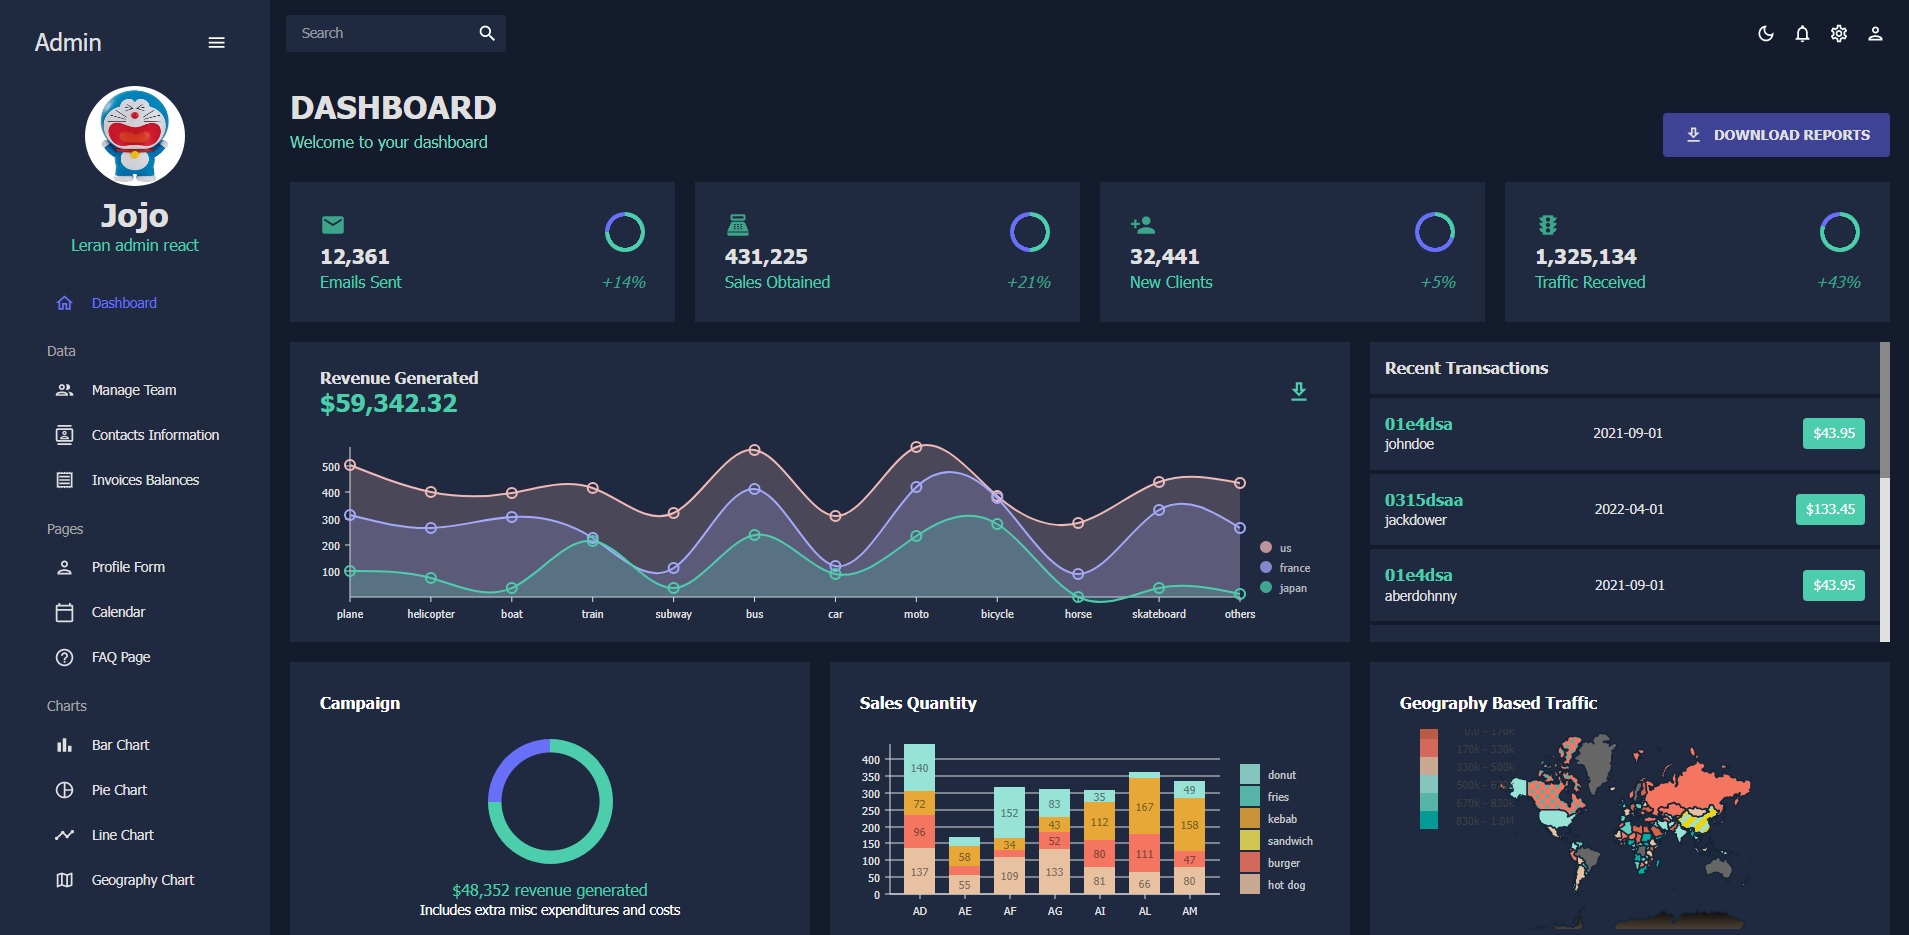 Admin
Jojo
Leran admin react
Dashboard
Data
Manage Team
Contacts Information
Invoices Balances
Pages
Profile Form
Calendar
FAQ Page
Charts
Bar Chart
Pie Chart
Line Chart
Geography Chart
Search
DASHBOARD
Welcome to your dashboard
DOWNLOAD REPORTS
12,361
Emails Sent
+14%
431,225
Sales Obtained
+21%
32,441
New Clients
+5%
1,325,134
Traffic Received
+43%
Revenue Generated
$59,342.32
500
400
300
200
100
plane helicopter boat train subway bus car moto bicycle horse skateboard others
us
france
japan
Recent Transactions
01e4dsa
johndoe
2021-09-01
$43.95
0315dsaa
jackdower
2022-04-01
$133.45
01e4dsa
aberdohnny
2021-09-01
$43.95
Campaign
$48,352 revenue generated
Includes extra misc expenditures and costs
Sales Quantity
400
350
300
250
200
150
100
50
0
140
72
96
137
58
55
152
34
109
83
43
52
133
35
112
80
81
167
111
66
49
158
47
80
AD AE AF AG AI AL AM
donut
fries
kebab
sandwich
burger
hot dog
Geography Based Traffic
0.0 - 170k
170k - 330k
330k - 500k
500k - 670k
670k - 830k
830k - 1.0M